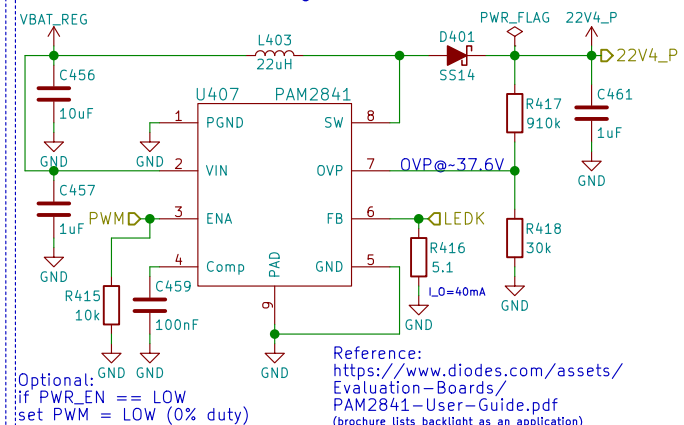 VBAT_REG
PWR_FLAG
22V4_P
L403
22uH
D401
SS14
22V4_P
C456
10uF
GND
U407
PAM2841
R417
910k
C461
1uF
GND
1
PGND
SW
8
GND
2
VIN
OVP
7
OVP@~37.6V
C457
1uF
GND
PWM
3
ENA
FB
6
LEDK
R416
5.1
I_O=40mA
GND
R418
30k
GND
4
Comp
GND
5
PAD
9
GND
R415
10k
GND
C459
100nF
GND
Optional:
if PWR_EN == LOW
set PWM = LOW (0% duty)
Reference:
https://www.diodes.com/assets/
Evaluation-Boards/
PAM2841-User-Guide.pdf
(brochure lists backlight as an application)